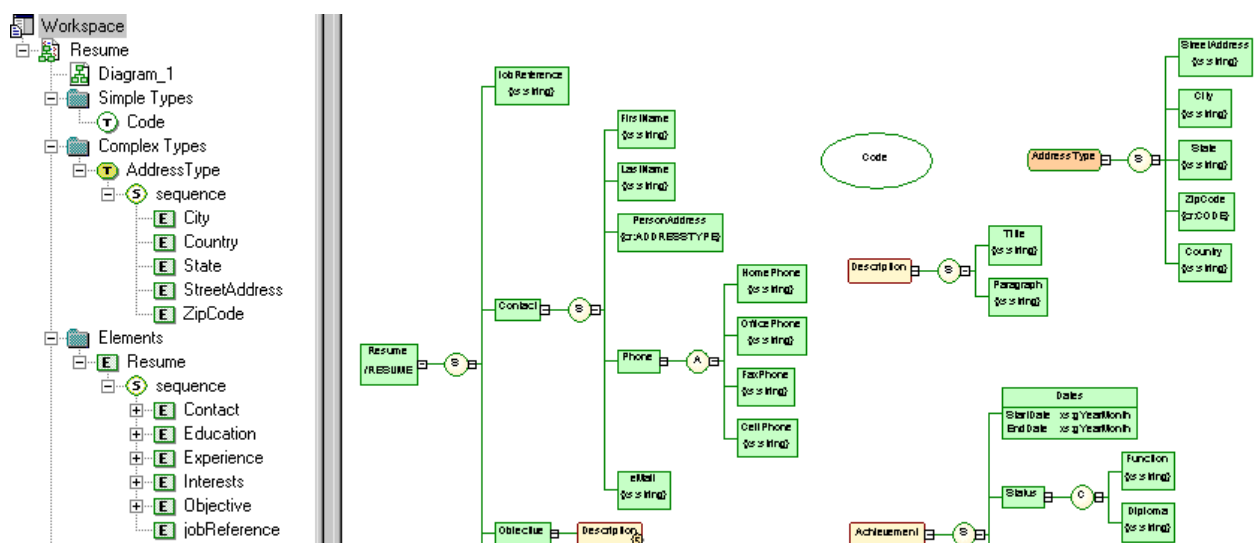 Workspace
Resume
Diagram_1
Simple Types
T Code
Complex Types
T AddressType
S sequence
E City
E Country
E State
E StreetAddress
E ZipCode
Elements
E Resume
S sequence
E Contact
E Education
E Experience
E Interests
E Objective
E jobReference
Resume
/RESUME
S
JobReference
{xs:string}
Contact
S
FirstName
{xs:string}
LastName
{xs:string}
PersonAddress
{cr:ADDRESSTYPE}
Phone
A
HomePhone
{xs:string}
OfficePhone
{xs:string}
FaxPhone
{xs:string}
CellPhone
{xs:string}
eMail
{xs:string}
Objective
Description
S
Code
AddressType
S
StreetAddress
{xs:string}
City
{xs:string}
State
{xs:string}
ZipCode
{cr:CODE}
Country
{xs:string}
Description
S
Title
{xs:string}
Paragraph
{xs:string}
Achievement
S
Dates
StartDate xs:gYearMonth
EndDate xs:gYearMonth
Status
C
Function
{xs:string}
Diploma
{xs:string}